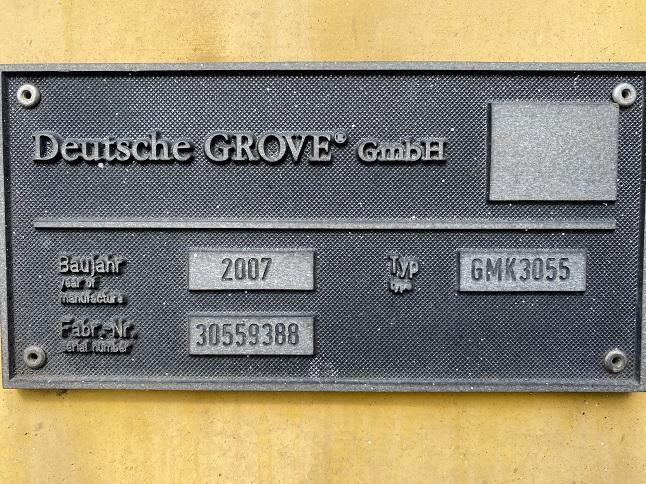 Deutsche GROVE® GmbH
Baujahr 2007 Typ GMK3055
year of type
manufacture
Fabr.-Nr. 30559388
serial number